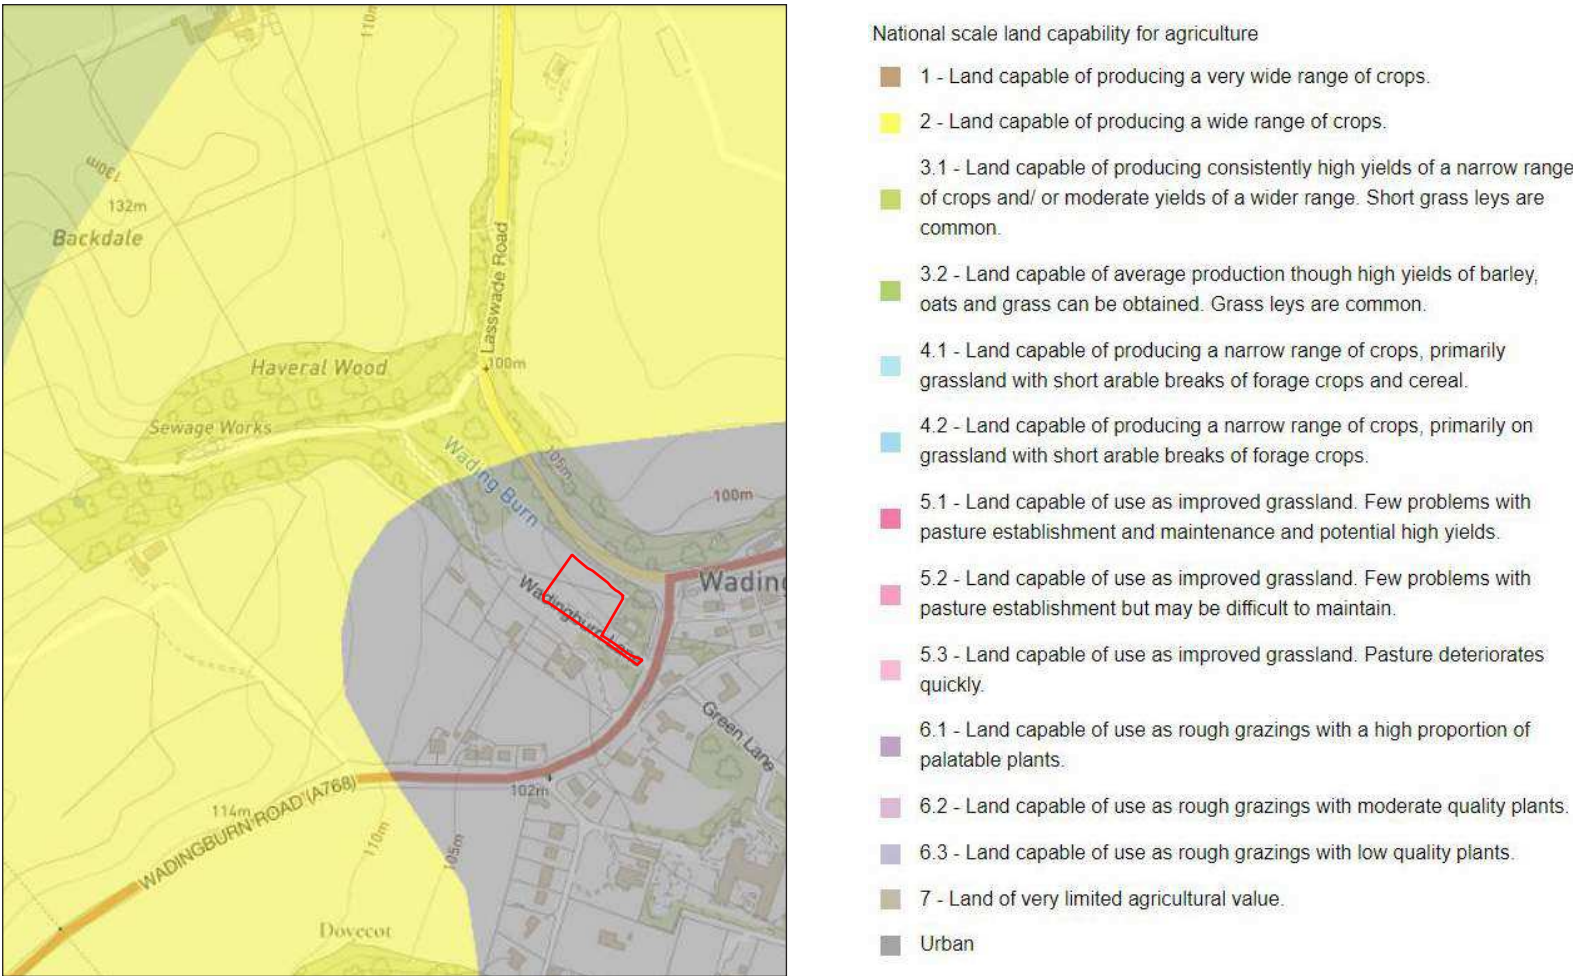 110m
130m
132m
Backdale
Lasswade Road
100m
Haveral Wood
Sewage Works
Wading Burn
105m
100m
Wading
Wadingburn Lane
Green Lane
102m
114m
WADINGBURN ROAD (A768)
110m
105m
Dovecot
National scale land capability for agriculture
1 - Land capable of producing a very wide range of crops.
2 - Land capable of producing a wide range of crops.
3.1 - Land capable of producing consistently high yields of a narrow range
of crops and/ or moderate yields of a wider range. Short grass leys are
common.
3.2 - Land capable of average production though high yields of barley,
oats and grass can be obtained. Grass leys are common.
4.1 - Land capable of producing a narrow range of crops, primarily
grassland with short arable breaks of forage crops and cereal.
4.2 - Land capable of producing a narrow range of crops, primarily on
grassland with short arable breaks of forage crops.
5.1 - Land capable of use as improved grassland. Few problems with
pasture establishment and maintenance and potential high yields.
5.2 - Land capable of use as improved grassland. Few problems with
pasture establishment but may be difficult to maintain.
5.3 - Land capable of use as improved grassland. Pasture deteriorates
quickly.
6.1 - Land capable of use as rough grazings with a high proportion of
palatable plants.
6.2 - Land capable of use as rough grazings with moderate quality plants.
6.3 - Land capable of use as rough grazings with low quality plants.
7 - Land of very limited agricultural value.
Urban